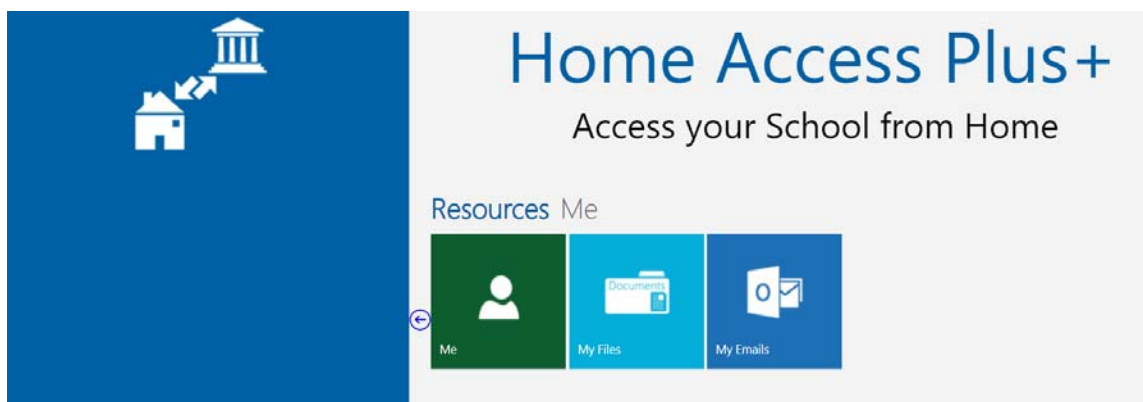 Home Access Plus+
Access your School from Home
Resources Me
Documents
O
Me
My Files
My Emails